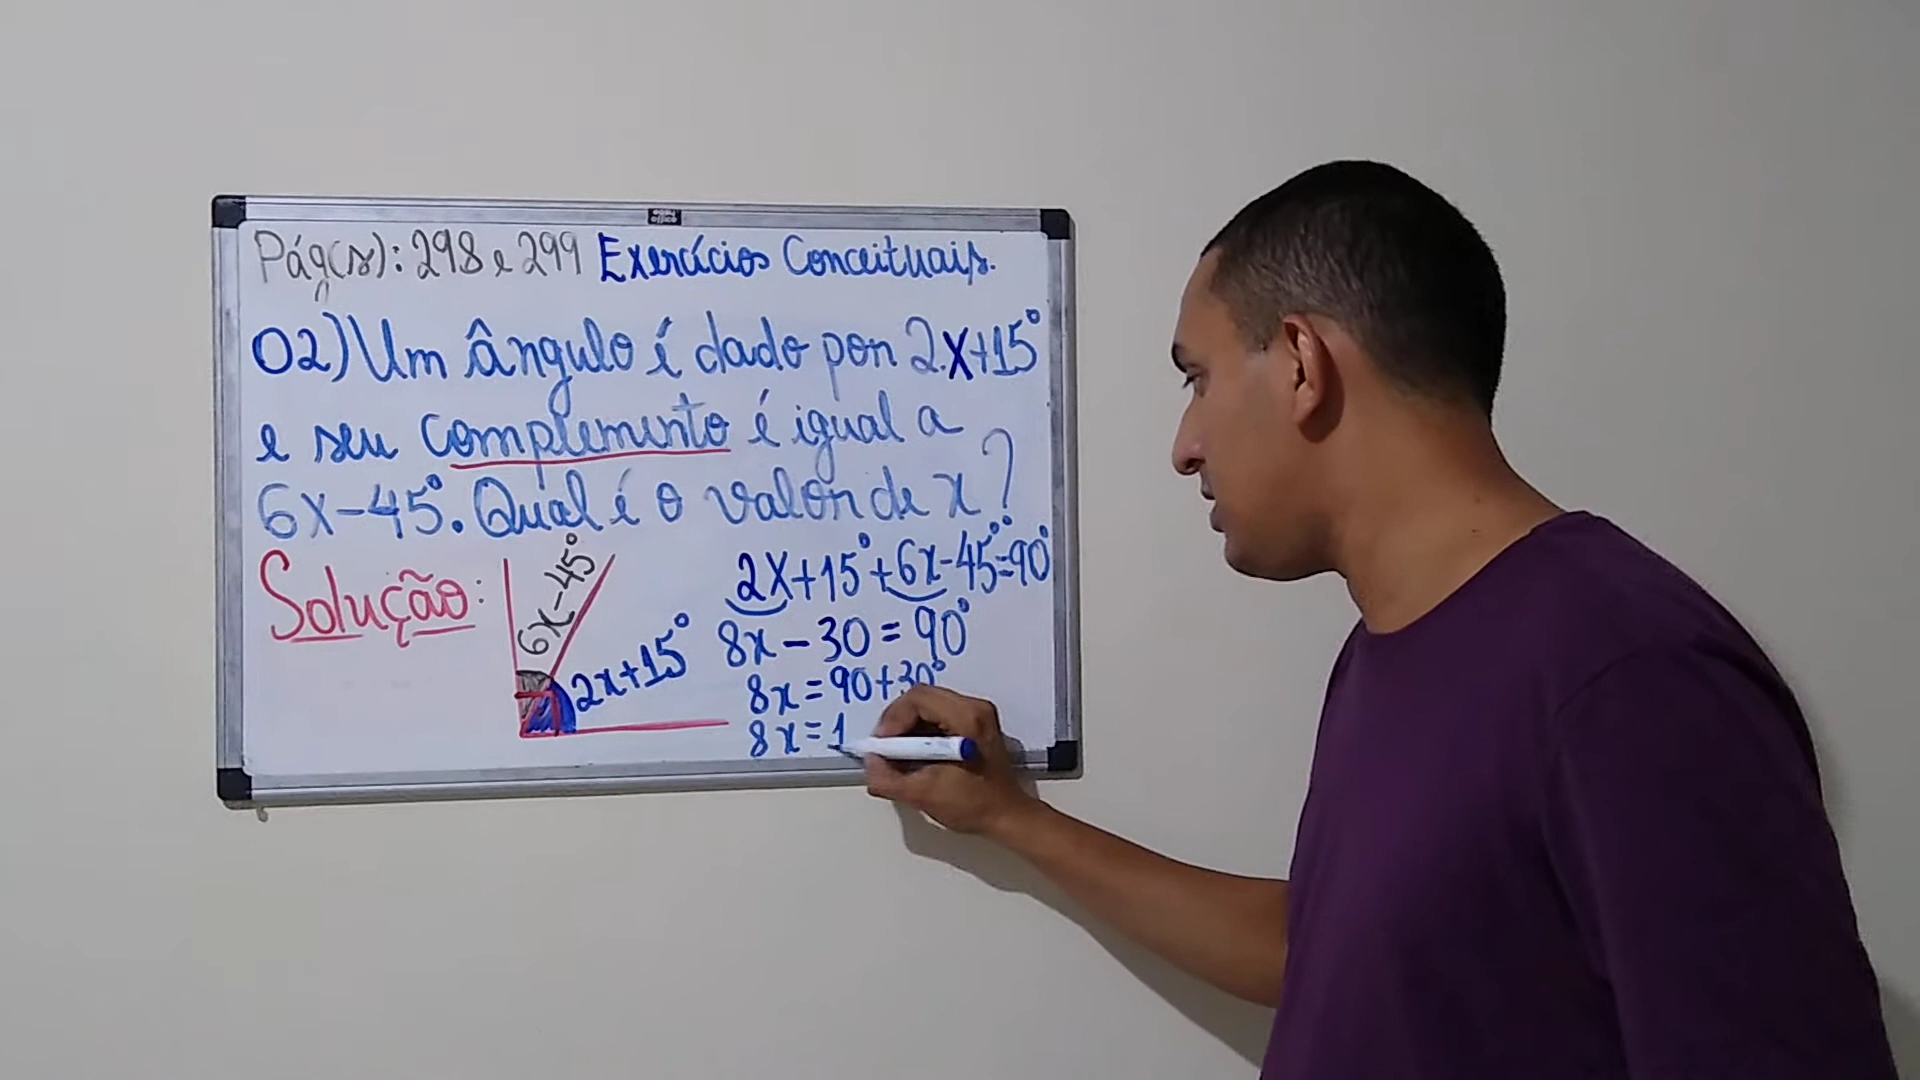 Pág(s): 298 e 299 Exercícios Conceituais.
02) Um ângulo é dado por 2.x+15°
e seu complemento é igual a
6x-45°. Qual é o valor de x?
Solução:
6x-45°
2x+15°
2x+15°+6x-45°=90°
8x-30=90°
8x=90+30°
8x=1